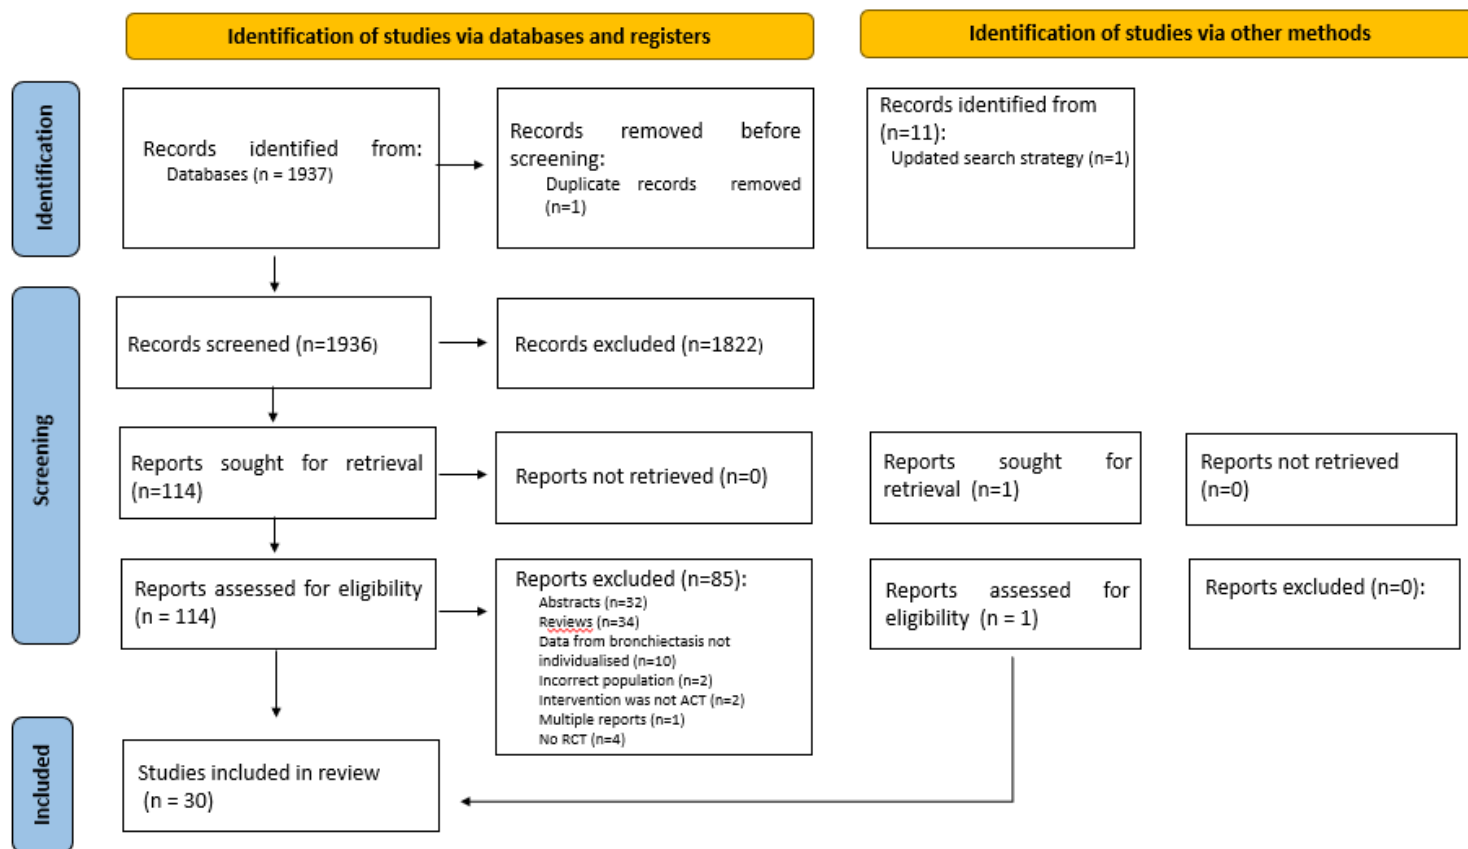 Identification of studies via databases and registers
Identification of studies via other methods
Identification
Records identified from:
Databases (n = 1937)
Records removed before
screening:
Duplicate records removed
(n=1)
Records identified from
(n=11):
Updated search strategy (n=1)
Screening
Records screened (n=1936)
Records excluded (n=1822)
Reports sought for retrieval
(n=114)
Reports not retrieved (n=0)
Reports sought for
retrieval (n=1)
Reports not retrieved
(n=0)
Reports assessed for eligibility
(n = 114)
Reports excluded (n=85):
Abstracts (n=32)
Reviews (n=34)
Data from bronchiectasis not
individualised (n=10)
Incorrect population (n=2)
Intervention was not ACT (n=2)
Multiple reports (n=1)
No RCT (n=4)
Reports assessed for
eligibility (n = 1)
Reports excluded (n=0):
Included
Studies included in review
(n = 30)